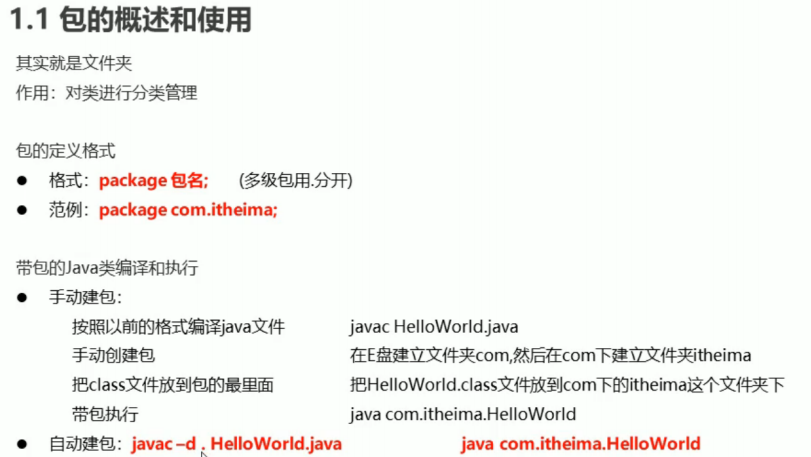 1.1 包的概述和使用
其实就是文件夹
作用：对类进行分类管理
包的定义格式
● 格式：package 包名; (多级包用.分开)
● 范例：package com.itheima;
带包的Java类编译和执行
● 手动建包：
按照以前的格式编译java文件 javac HelloWorld.java
手动创建包 在E盘建立文件夹com,然后在com下建立文件夹itheima
把class文件放到包的最里面 把HelloWorld.class文件放到com下的itheima这个文件夹下
带包执行 java com.itheima.HelloWorld
● 自动建包：javac –d . HelloWorld.java java com.itheima.HelloWorld